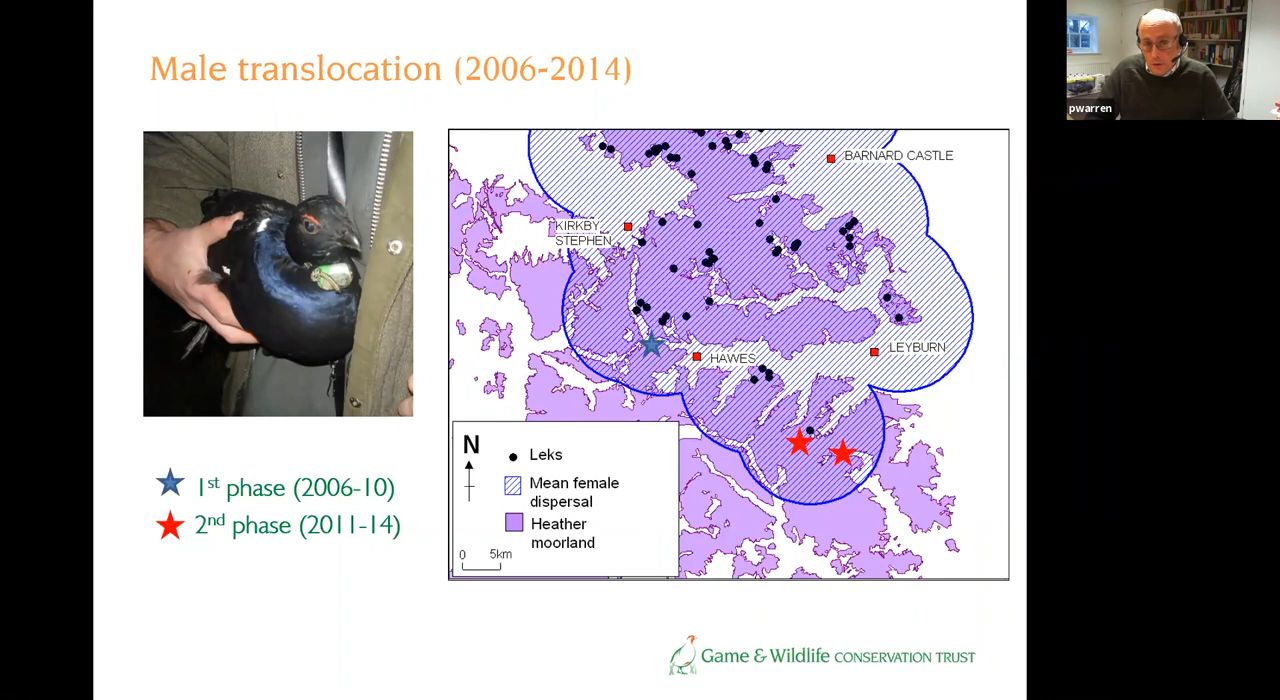 Male translocation (2006-2014)
pwarren
BARNARD CASTLE
KIRKBY
STEPHEN
HAWES
LEYBURN
N
Leks
Mean female
dispersal
Heather
moorland
0 5km
1st phase (2006-10)
2nd phase (2011-14)
Game & Wildlife CONSERVATION TRUST